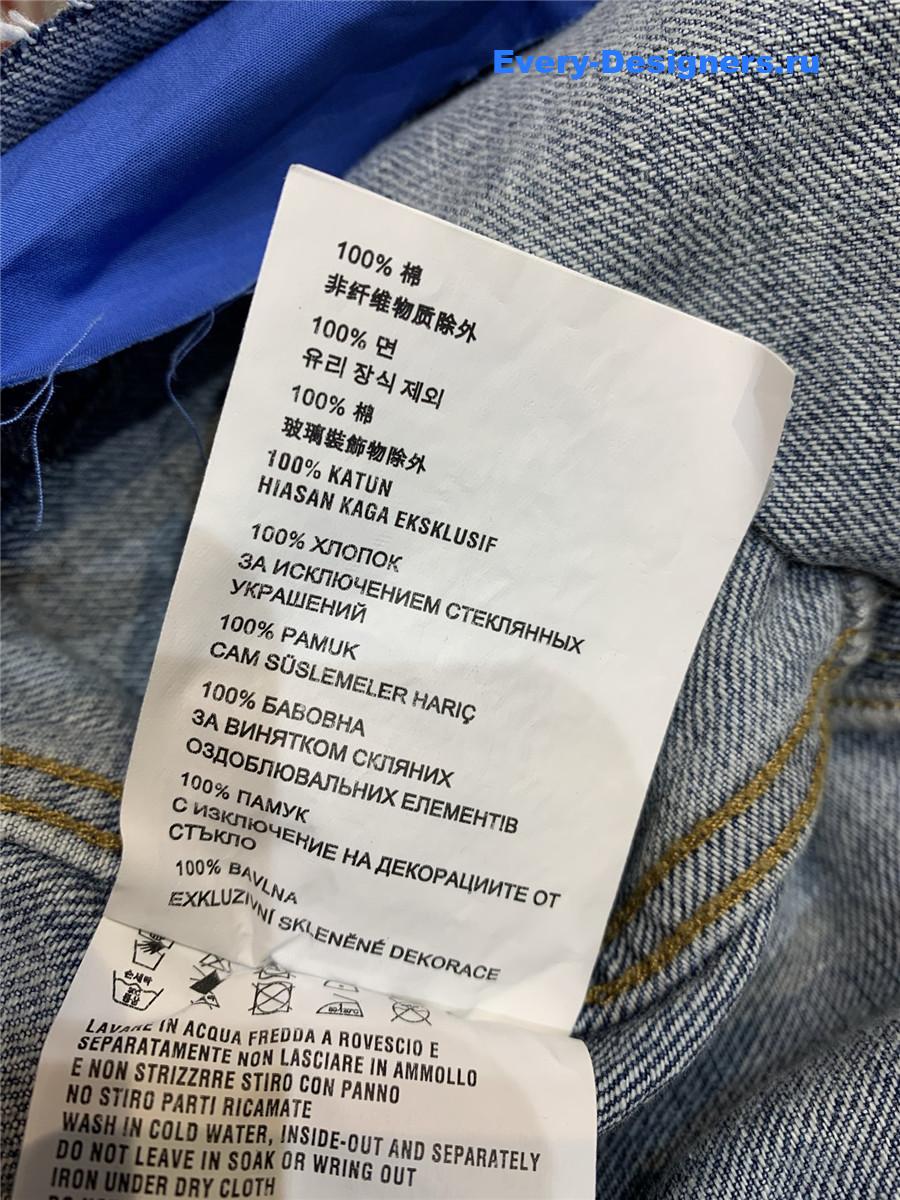 Every-Designers.ru
100% 棉
非纤维物质除外
100% 면
유리 장식 제외
100% 棉
玻璃裝飾物除外
100% KATUN
HIASAN KAGA EKSKLUSIF
100% ХЛОПОК
ЗА ИСКЛЮЧЕНИЕМ СТЕКЛЯННЫХ
УКРАШЕНИЙ
100% PAMUK
CAM SÜSLEMELER HARIÇ
100% БАВОВНА
ЗА ВИНЯТКОМ СКЛЯНИХ
ОЗДОБЛЮВАЛЬНИХ ЕЛЕМЕНТІВ
100% ПАМУК
С ИЗКЛЮЧЕНИЕ НА ДЕКОРАЦИИТЕ ОТ
СТЪКЛО
100% BAVLNA
EXKLUZIVNÍ SKLENĚNÉ DEKORACE
손세탁
LAVARE IN ACQUA FREDDA A ROVESCIO E
SEPARATAMENTE NON LASCIARE IN AMMOLLO
E NON STRIZZRRE STIRO CON PANNO
NO STIRO PARTI RICAMATE
WASH IN COLD WATER, INSIDE-OUT AND SEPARATELY
DO NOT LEAVE IN SOAK OR WRING OUT
IRON UNDER DRY CLOTH